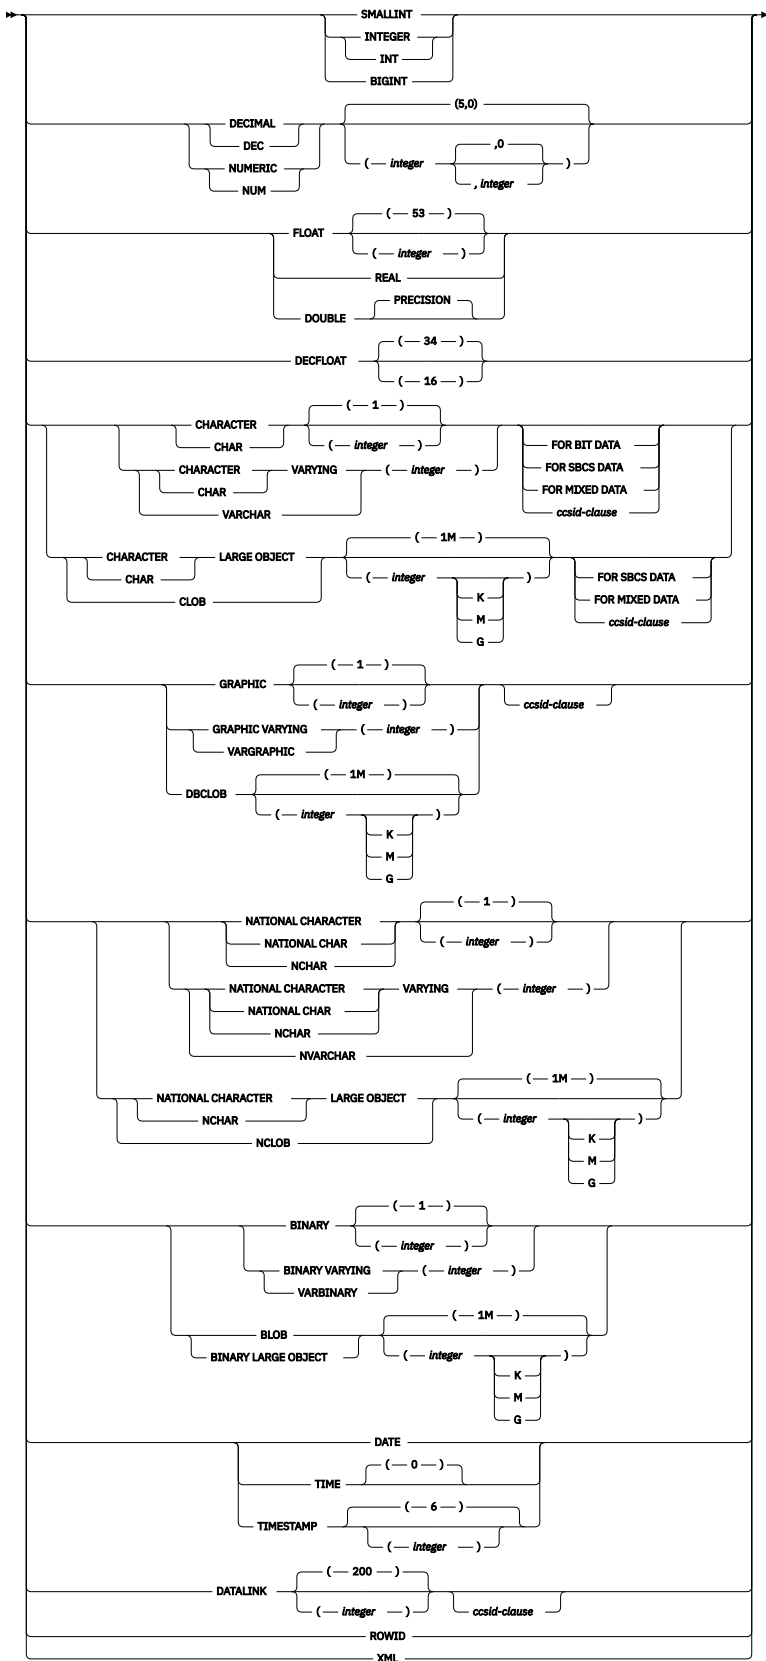 SMALLINT
INTEGER
INT
BIGINT
(5,0)
DECIMAL
DEC
,0
( integer )
NUMERIC
, integer
NUM
( 53 )
FLOAT
( integer )
REAL
PRECISION
DOUBLE
( 34 )
DECFLOAT
( 16 )
( 1 )
CHARACTER
CHAR ( integer ) FOR BIT DATA
CHARACTER VARYING ( integer ) FOR SBCS DATA
CHAR FOR MIXED DATA
VARCHAR ccsid-clause
( 1M )
CHARACTER LARGE OBJECT
CHAR ( integer ) FOR SBCS DATA
CLOB K FOR MIXED DATA
M ccsid-clause
G
( 1 )
GRAPHIC
( integer ) ccsid-clause
GRAPHIC VARYING ( integer )
VARGRAPHIC
( 1M )
DBCLOB
( integer )
K
M
G
( 1 )
NATIONAL CHARACTER
NATIONAL CHAR ( integer )
NCHAR
NATIONAL CHARACTER VARYING ( integer )
NATIONAL CHAR
NCHAR
NVARCHAR
( 1M )
NATIONAL CHARACTER LARGE OBJECT
NCHAR ( integer )
NCLOB K
M
G
( 1 )
BINARY
( integer )
BINARY VARYING ( integer )
VARBINARY
( 1M )
BLOB
BINARY LARGE OBJECT ( integer )
K
M
G
DATE
( 0 )
TIME
( 6 )
TIMESTAMP
( integer )
( 200 )
DATALINK
( integer ) ccsid-clause
ROWID
XML